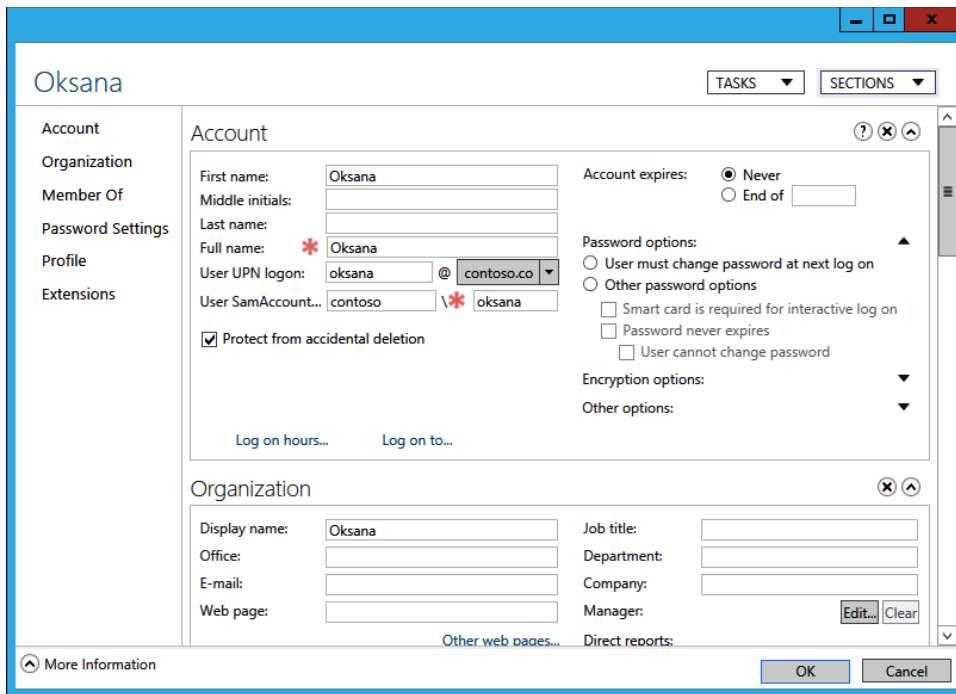 x
Oksana
TASKS
SECTIONS
Account
Organization
Member Of
Password Settings
Profile
Extensions
Account
?
First name:
Oksana
Middle initials:
Last name:
Full name:
* Oksana
User UPN logon:
oksana @ contoso.co
User SamAccount...
contoso \* oksana
Protect from accidental deletion
Log on hours...
Log on to...
Account expires:
Never
End of
Password options:
User must change password at next log on
Other password options
Smart card is required for interactive log on
Password never expires
User cannot change password
Encryption options:
Other options:
Organization
Display name:
Oksana
Office:
E-mail:
Web page:
Other web pages...
Job title:
Department:
Company:
Manager:
Edit...
Clear
Direct reports:
More Information
OK
Cancel